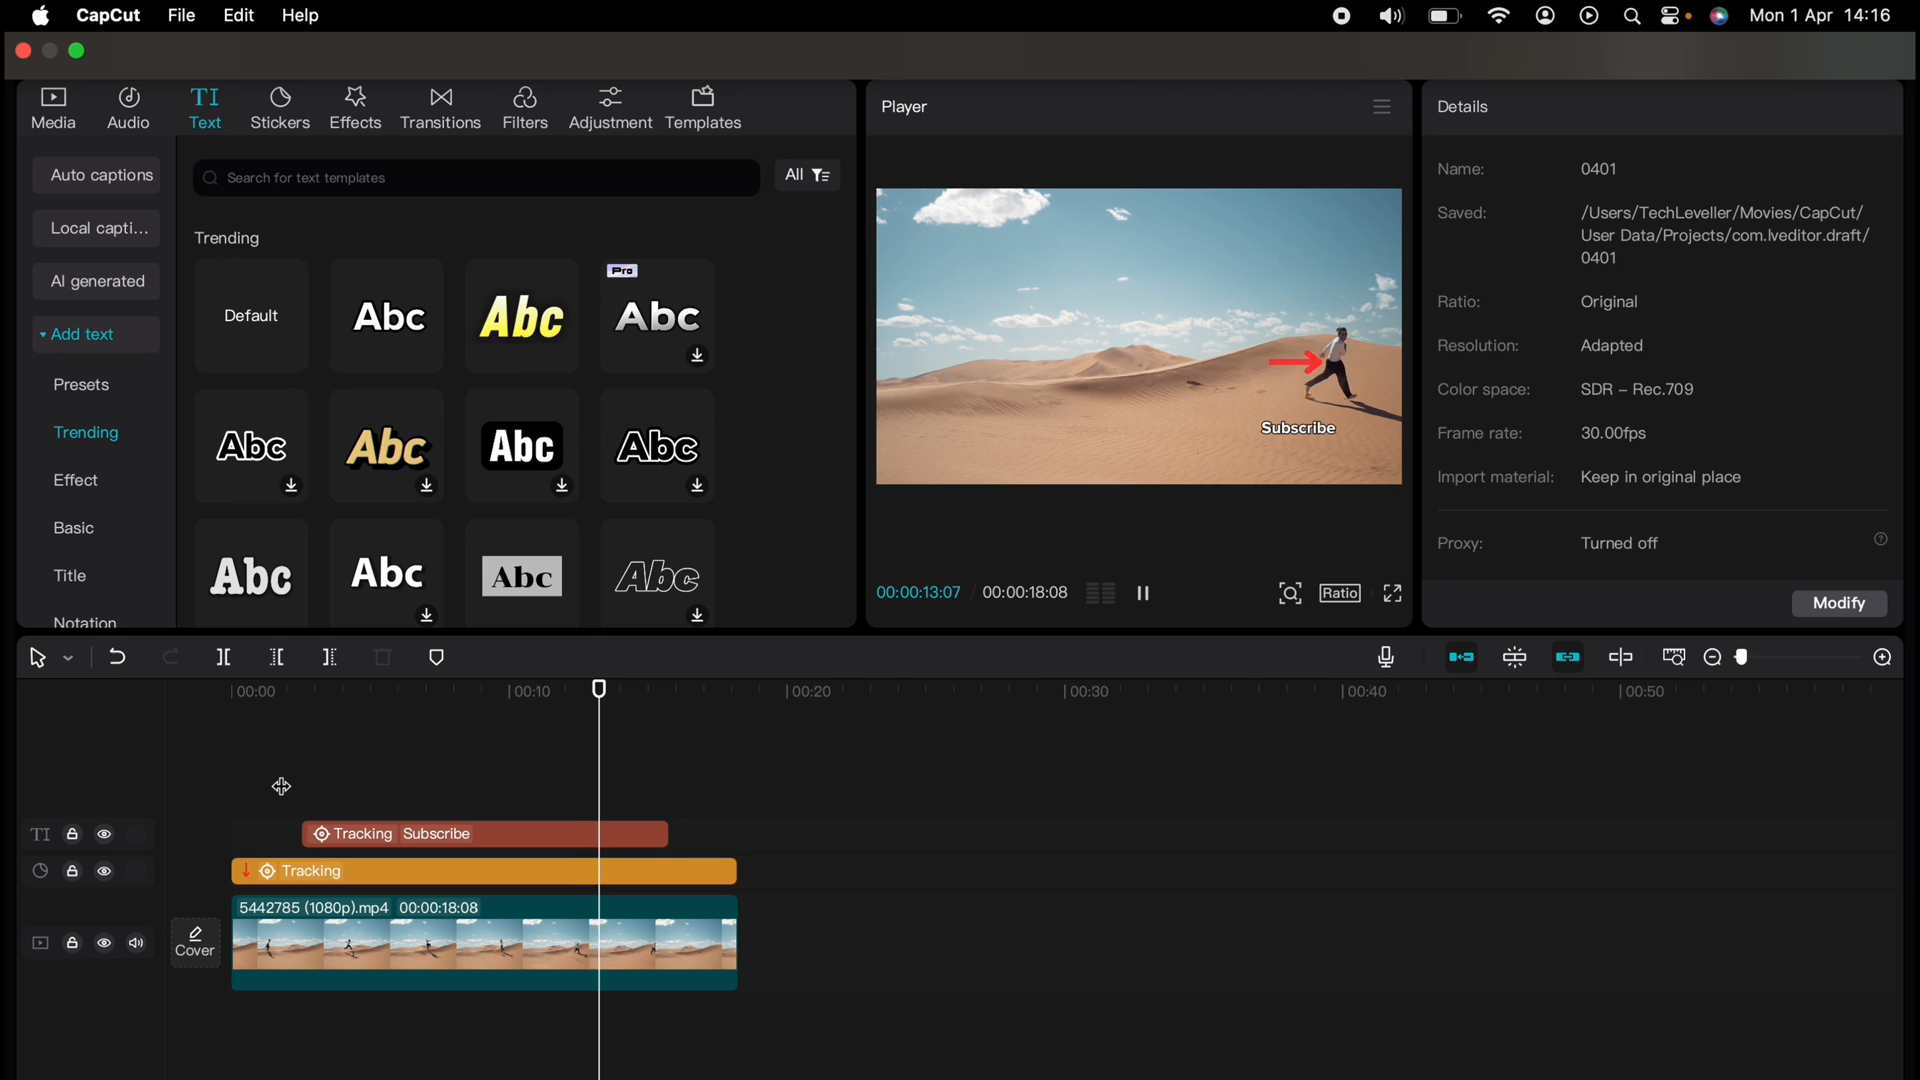 CapCut File Edit Help Mon 1 Apr 14:16
Media Audio Text Stickers Effects Transitions Filters Adjustment Templates
Auto captions
Local capti...
AI generated
Add text
Presets
Trending
Effect
Basic
Title
Notation
Search for text templates
All
Trending
Default
Abc
Abc
Pro
Abc
Abc
Abc
Abc
Abc
Abc
Abc
Abc
Abc
Player
Subscribe
00:00:13:07 / 00:00:18:08
Ratio
Details
Name: 0401
Saved: /Users/TechLeveller/Movies/CapCut/
User Data/Projects/com.lveditor.draft/
0401
Ratio: Original
Resolution: Adapted
Color space: SDR – Rec.709
Frame rate: 30.00fps
Import material: Keep in original place
Proxy: Turned off
Modify
00:00 00:10 00:20 00:30 00:40 00:50
TI Tracking Subscribe
Tracking
5442785 (1080p).mp4 00:00:18:08
Cover